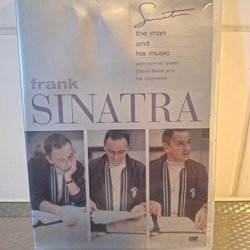 Sinatra
the man
and
his music
with special guest
Count Basie and
his Orchestra
frank
SINATRA
DVD